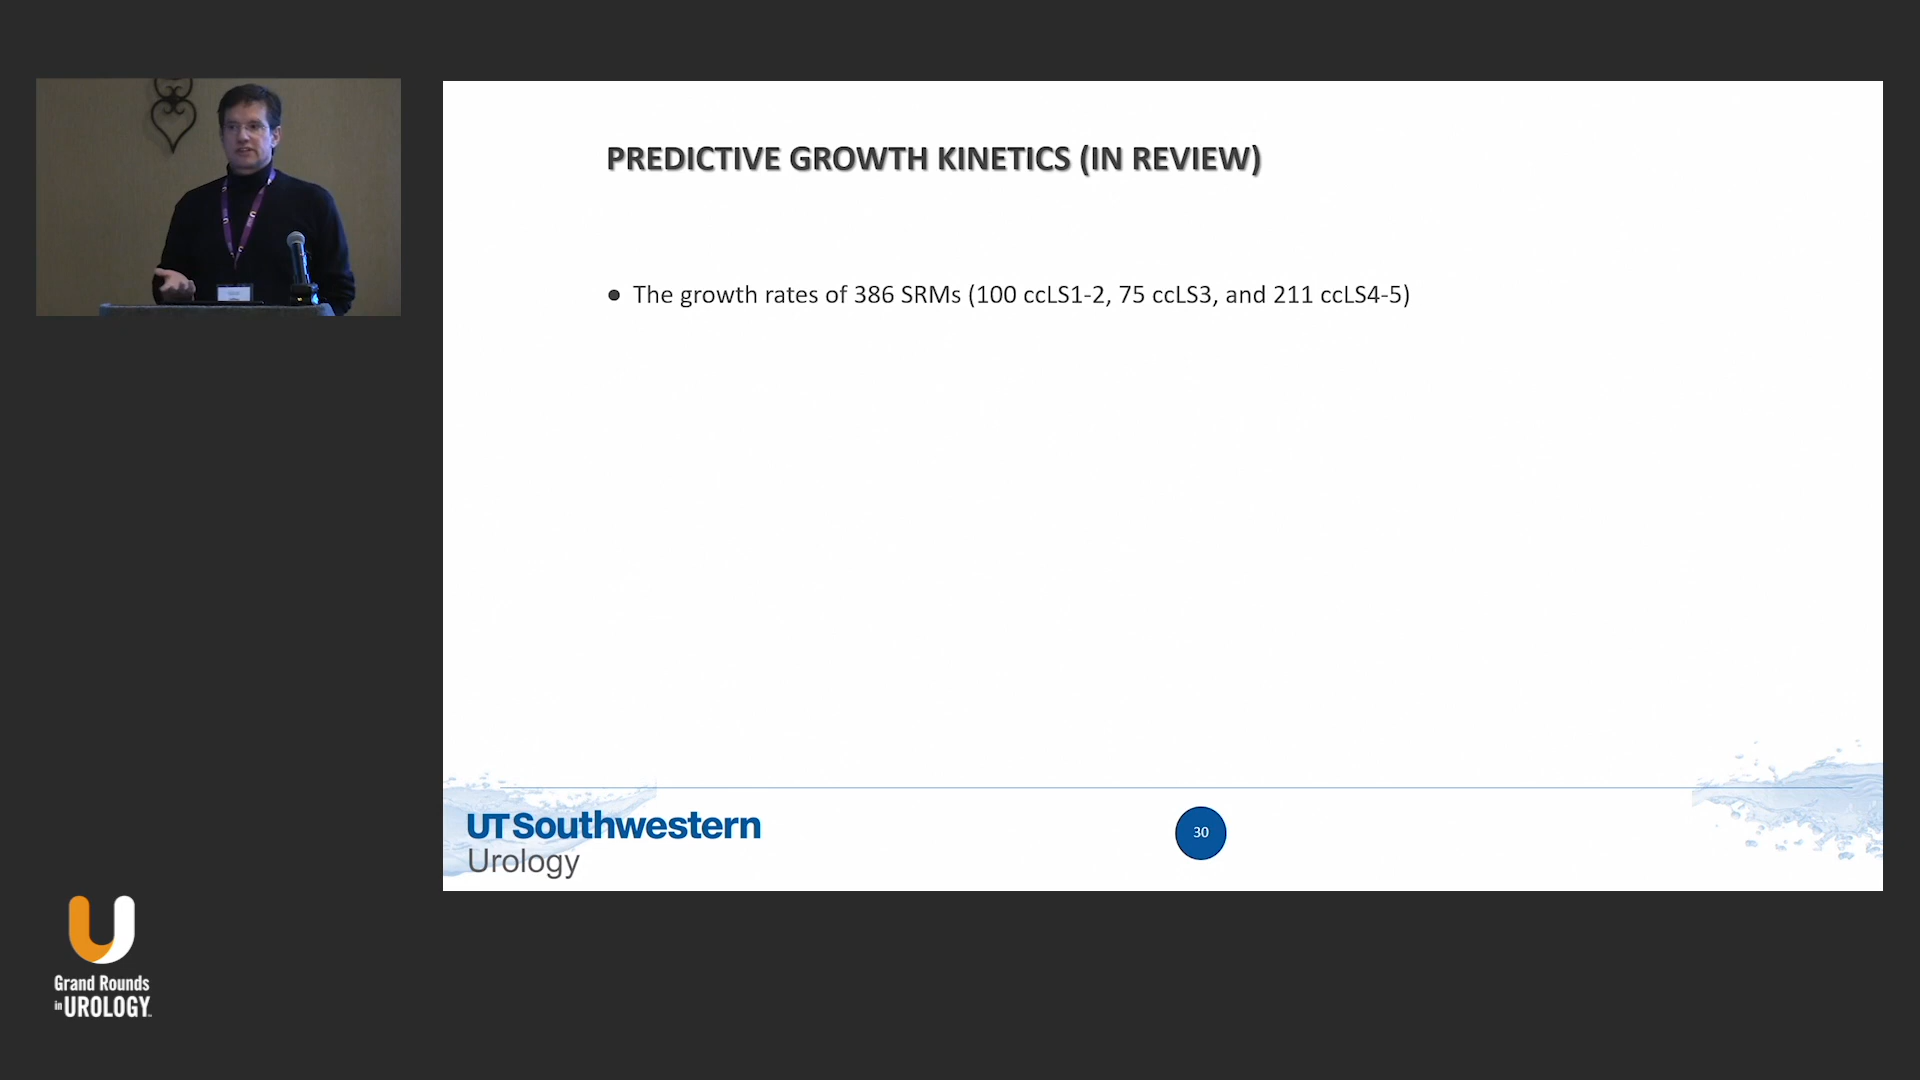 PREDICTIVE GROWTH KINETICS (IN REVIEW)
● The growth rates of 386 SRMs (100 ccLS1-2, 75 ccLS3, and 211 ccLS4-5)
UTSouthwestern
Urology
30
Grand Rounds
in UROLOGY